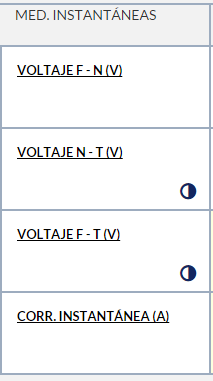 MED. INSTANTÁNEAS
VOLTAJE F - N (V)
VOLTAJE N - T (V)
VOLTAJE F - T (V)
CORR. INSTANTÁNEA (A)